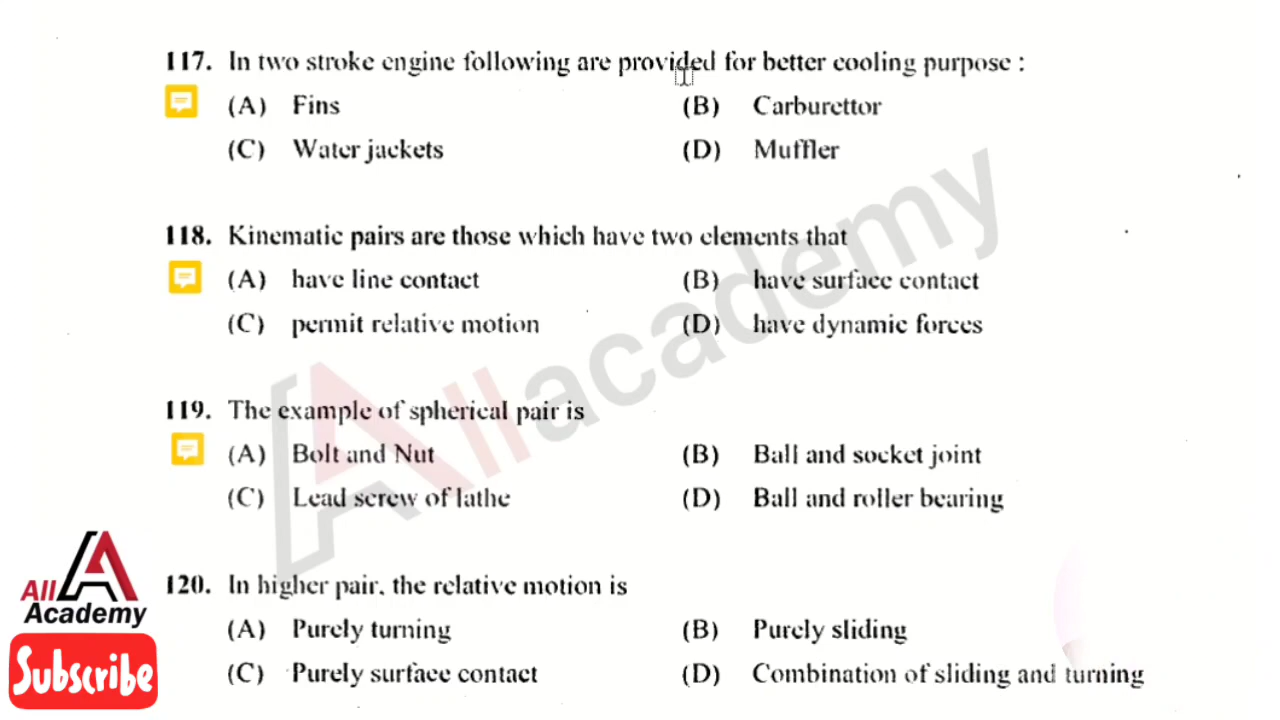 117. In two stroke engine following are provided for better cooling purpose :
(A) Fins (B) Carburettor
(C) Water jackets (D) Muffler
118. Kinematic pairs are those which have two elements that
(A) have line contact (B) have surface contact
(C) permit relative motion (D) have dynamic forces
119. The example of spherical pair is
(A) Bolt and Nut (B) Ball and socket joint
(C) Lead screw of lathe (D) Ball and roller bearing
120. In higher pair, the relative motion is
(A) Purely turning (B) Purely sliding
(C) Purely surface contact (D) Combination of sliding and turning
All academy
All
Academy
Subscribe